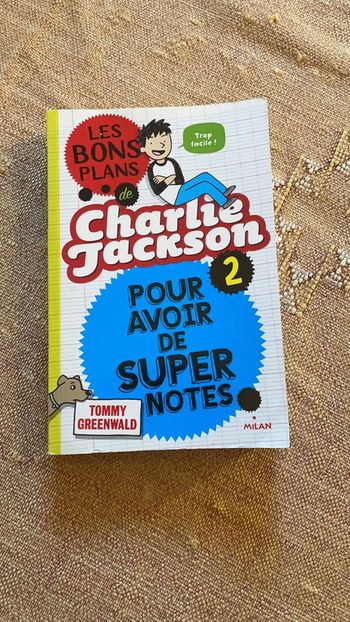 LES
BONS
PLANS
de
Trop
facile !
Charlie
Jackson
2
POUR
AVOIR
DE
SUPER
NOTES
TOMMY
GREENWALD
MILAN